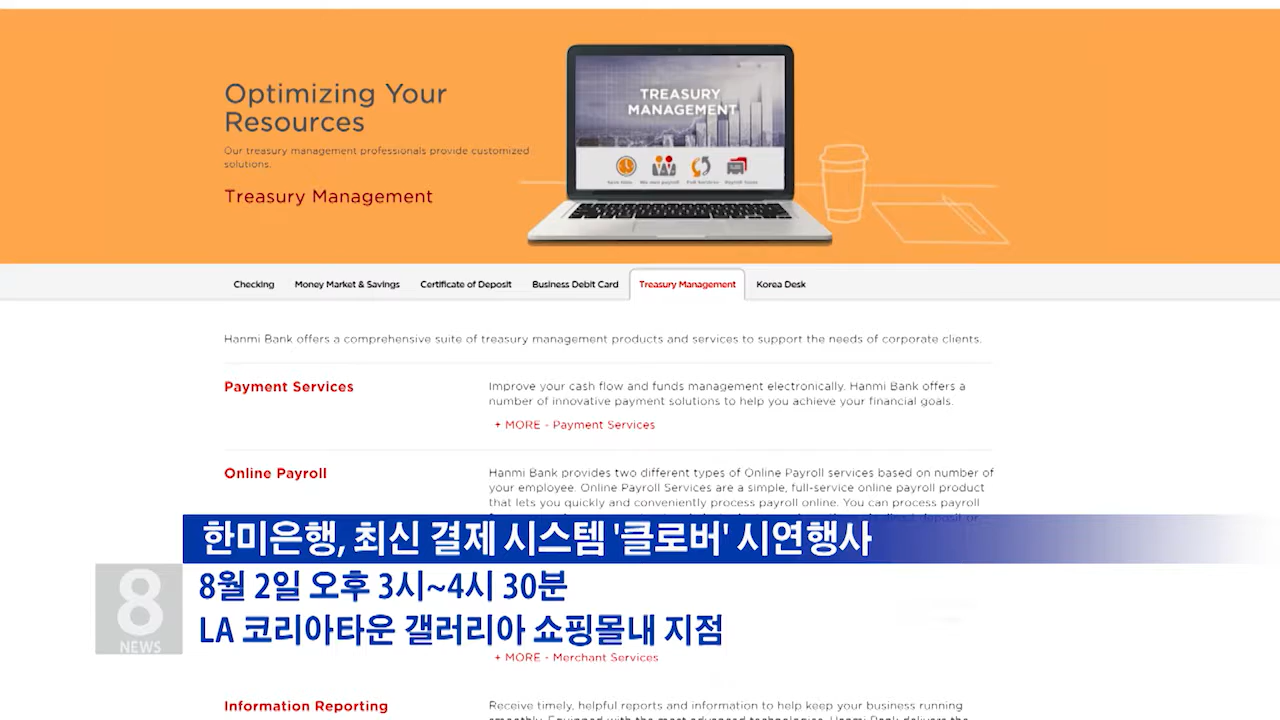 Optimizing Your
Resources
Our treasury management professionals provide customized
solutions.
Treasury Management
TREASURY
MANAGEMENT
Checking
Money Market & Savings
Certificate of Deposit
Business Debit Card
Treasury Management
Korea Desk
Hanmi Bank offers a comprehensive suite of treasury management products and services to support the needs of corporate clients.
Payment Services
Improve your cash flow and funds management electronically. Hanmi Bank offers a
number of innovative payment solutions to help you achieve your financial goals.
+ MORE - Payment Services
Online Payroll
Hanmi Bank provides two different types of Online Payroll services based on number of
your employee. Online Payroll Services are a simple, full-service online payroll product
that lets you quickly and conveniently process payroll online. You can process payroll
한미은행, 최신 결제 시스템 '클로버' 시연행사
8월 2일 오후 3시~4시 30분
LA 코리아타운 갤러리아 쇼핑몰내 지점
8
NEWS
+ MORE - Merchant Services
Information Reporting
Receive timely, helpful reports and information to help keep your business running